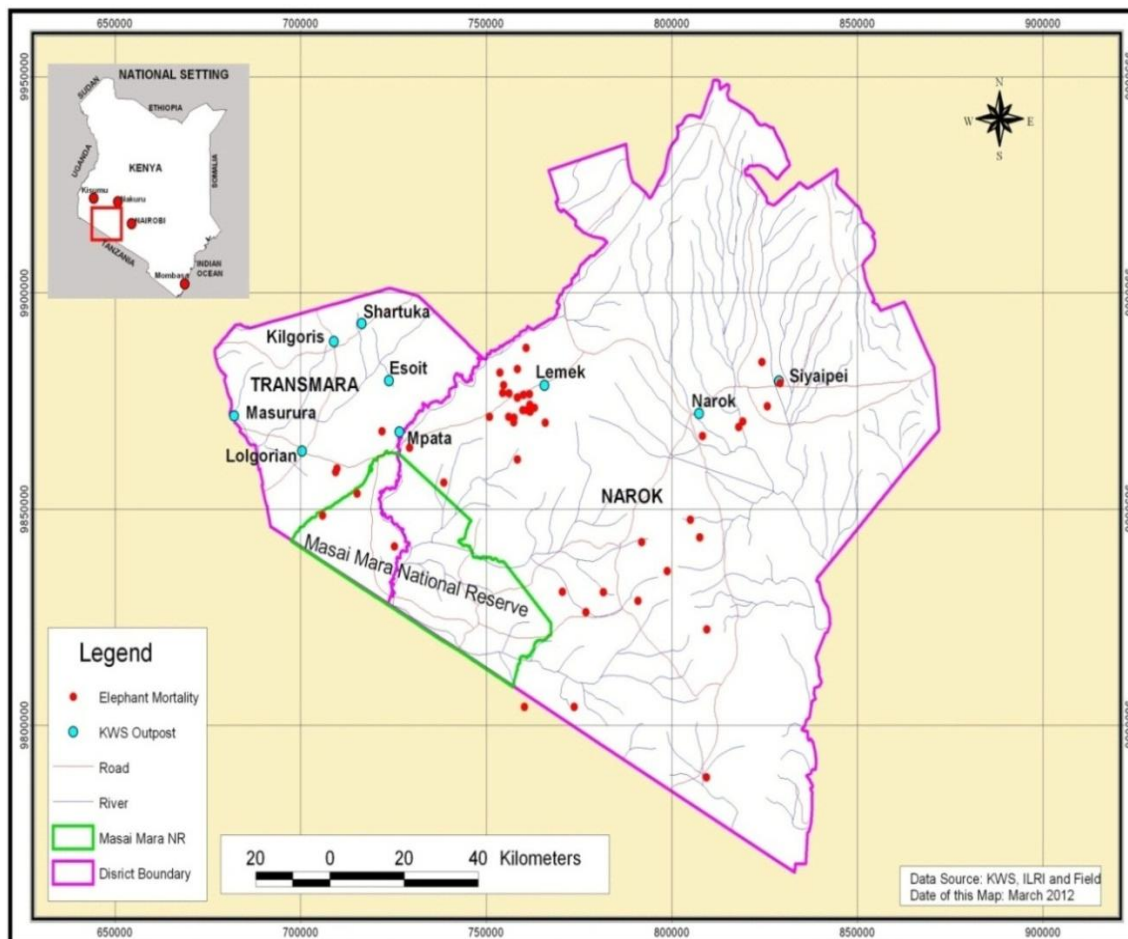 650000 700000 750000 800000 850000 900000
9950000
9900000
9850000
9800000
NATIONAL SETTING
SUDAN
ETHIOPIA
UGANDA
KENYA
SOMALIA
Kisumu
Nakuru
NAIROBI
TANZANIA
Mombasa
INDIAN
OCEAN
N
W E
S
Shartuka
Kilgoris
Esoit
TRANSMARA
Masurura
Mpata
Lolgorian
Lemek
Siyaipei
Narok
NAROK
Masai Mara National Reserve
Legend
Elephant Mortality
KWS Outpost
Road
River
Masai Mara NR
Disrict Boundary
20 0 20 40 Kilometers
Data Source: KWS, ILRI and Field
Date of this Map: March 2012
650000 700000 750000 800000 850000 900000